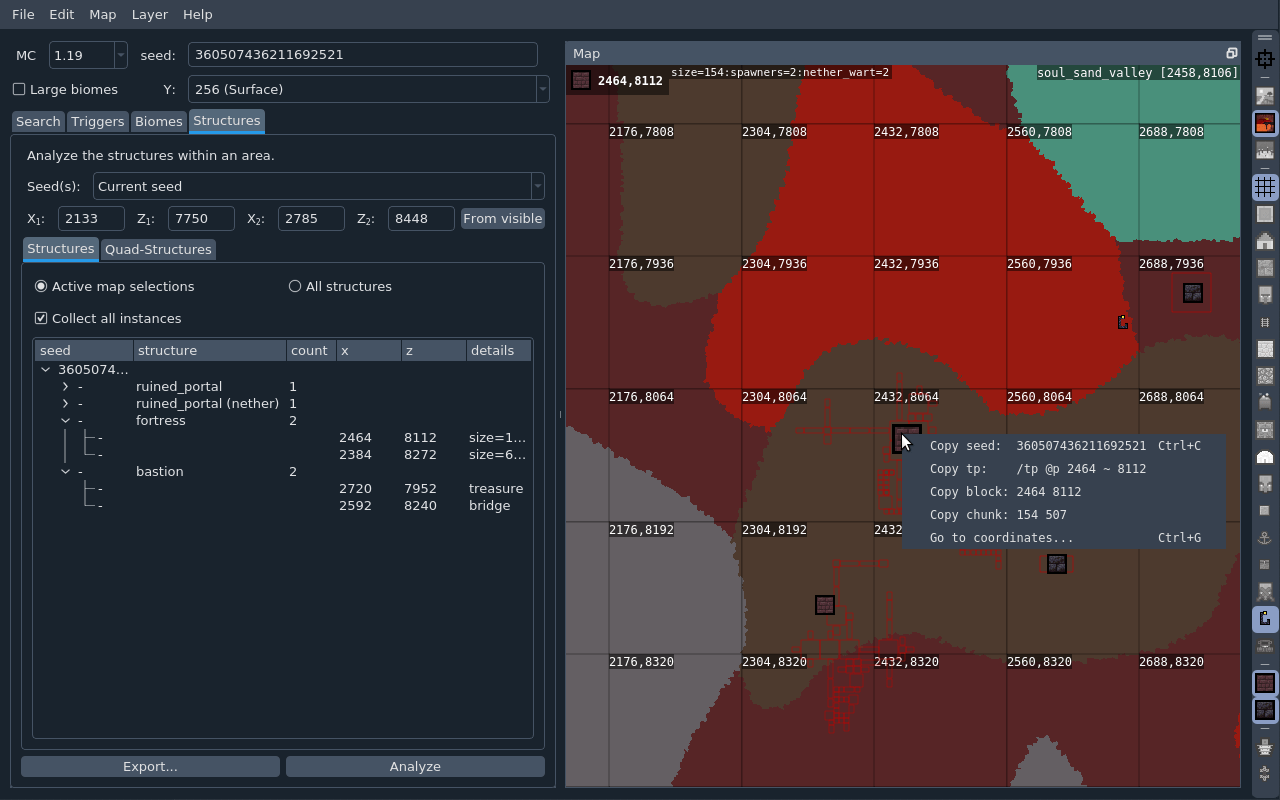 File Edit Map Layer Help
MC 1.19 seed: 360507436211692521
Large biomes Y: 256 (Surface)
Search Triggers Biomes Structures
Analyze the structures within an area.
Seed(s): Current seed
X1: 2133 Z1: 7750 X2: 2785 Z2: 8448 From visible
Structures Quad-Structures
Active map selections All structures
Collect all instances
seed structure count x z details
3605074...
- ruined_portal 1
- ruined_portal (nether) 1
- fortress 2
- 2464 8112 size=1...
- 2384 8272 size=6...
- bastion 2
- 2720 7952 treasure
- 2592 8240 bridge
Export... Analyze
Map
2464,8112 size=154:spawners=2:nether_wart=2 soul_sand_valley [2458,8106]
2176,7808 2304,7808 2432,7808 2560,7808 2688,7808
2176,7936 2304,7936 2432,7936 2560,7936 2688,7936
2176,8064 2304,8064 2432,8064 2560,8064 2688,8064
2176,8192 2304,8192 2432
2176,8320 2304,8320 2432,8320 2560,8320 2688,8320
Copy seed: 360507436211692521 Ctrl+C
Copy tp: /tp @p 2464 ~ 8112
Copy block: 2464 8112
Copy chunk: 154 507
Go to coordinates... Ctrl+G